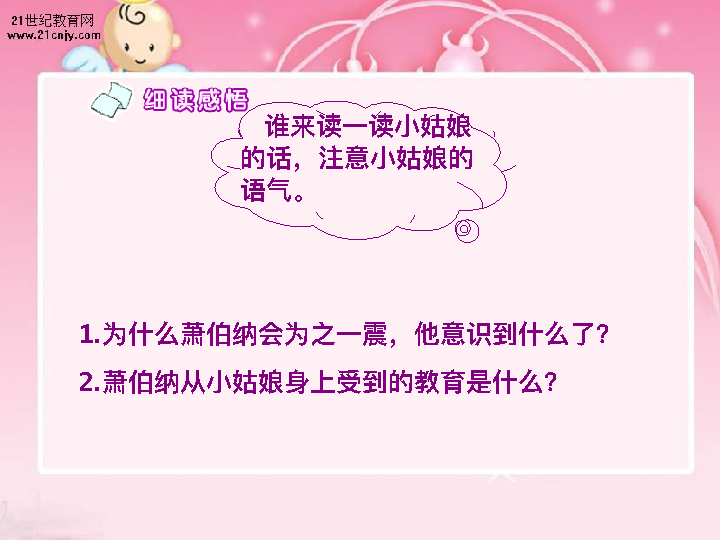 21世纪教育网
www.21cnjy.com
细读感悟
谁来读一读小姑娘
的话，注意小姑娘的
语气。
1.为什么萧伯纳会为之一震，他意识到什么了？
2.萧伯纳从小姑娘身上受到的教育是什么？